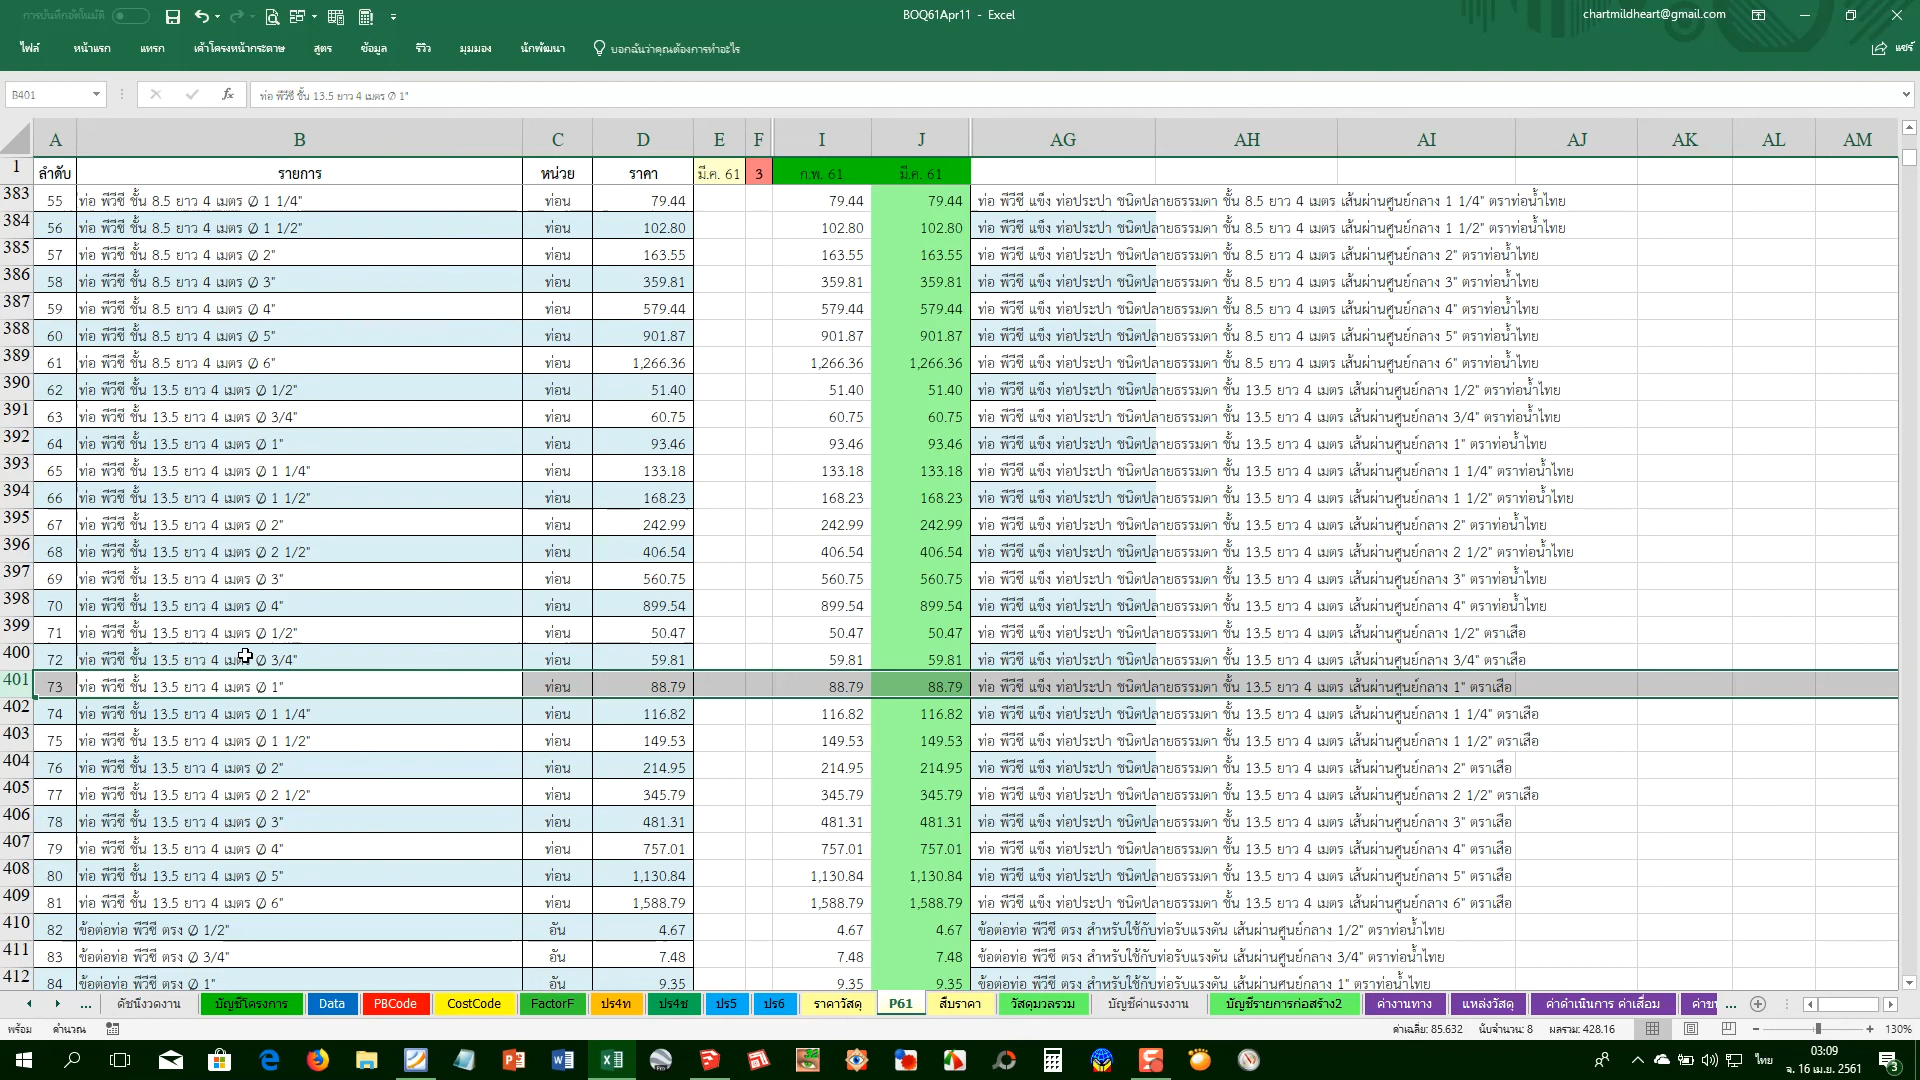 การบันทึกอัตโนมัติ
BOQ61Apr11 - Excel
chartmildheart@gmail.com
ไฟล์ หน้าแรก แทรก เค้าโครงหน้ากระดาษ สูตร ข้อมูล รีวิว มุมมอง นักพัฒนา บอกฉันว่าคุณต้องการทำอะไร แชร์
B401 fx ท่อ พีวีซี ชั้น 13.5 ยาว 4 เมตร Ø 1"
A B C D E F I J AG AH AI AJ AK AL AM
1 ลำดับ รายการ หน่วย ราคา มี.ค. 61 3 ก.พ. 61 มี.ค. 61
383 55 ท่อ พีวีซี ชั้น 8.5 ยาว 4 เมตร Ø 1 1/4" ท่อน 79.44 79.44 79.44 ท่อ พีวีซี แข็ง ท่อประปา ชนิดปลายธรรมดา ชั้น 8.5 ยาว 4 เมตร เส้นผ่านศูนย์กลาง 1 1/4" ตราท่อน้ำไทย
384 56 ท่อ พีวีซี ชั้น 8.5 ยาว 4 เมตร Ø 1 1/2" ท่อน 102.80 102.80 102.80 ท่อ พีวีซี แข็ง ท่อประปา ชนิดปลายธรรมดา ชั้น 8.5 ยาว 4 เมตร เส้นผ่านศูนย์กลาง 1 1/2" ตราท่อน้ำไทย
385 57 ท่อ พีวีซี ชั้น 8.5 ยาว 4 เมตร Ø 2" ท่อน 163.55 163.55 163.55 ท่อ พีวีซี แข็ง ท่อประปา ชนิดปลายธรรมดา ชั้น 8.5 ยาว 4 เมตร เส้นผ่านศูนย์กลาง 2" ตราท่อน้ำไทย
386 58 ท่อ พีวีซี ชั้น 8.5 ยาว 4 เมตร Ø 3" ท่อน 359.81 359.81 359.81 ท่อ พีวีซี แข็ง ท่อประปา ชนิดปลายธรรมดา ชั้น 8.5 ยาว 4 เมตร เส้นผ่านศูนย์กลาง 3" ตราท่อน้ำไทย
387 59 ท่อ พีวีซี ชั้น 8.5 ยาว 4 เมตร Ø 4" ท่อน 579.44 579.44 579.44 ท่อ พีวีซี แข็ง ท่อประปา ชนิดปลายธรรมดา ชั้น 8.5 ยาว 4 เมตร เส้นผ่านศูนย์กลาง 4" ตราท่อน้ำไทย
388 60 ท่อ พีวีซี ชั้น 8.5 ยาว 4 เมตร Ø 5" ท่อน 901.87 901.87 901.87 ท่อ พีวีซี แข็ง ท่อประปา ชนิดปลายธรรมดา ชั้น 8.5 ยาว 4 เมตร เส้นผ่านศูนย์กลาง 5" ตราท่อน้ำไทย
389 61 ท่อ พีวีซี ชั้น 8.5 ยาว 4 เมตร Ø 6" ท่อน 1,266.36 1,266.36 1,266.36 ท่อ พีวีซี แข็ง ท่อประปา ชนิดปลายธรรมดา ชั้น 8.5 ยาว 4 เมตร เส้นผ่านศูนย์กลาง 6" ตราท่อน้ำไทย
390 62 ท่อ พีวีซี ชั้น 13.5 ยาว 4 เมตร Ø 1/2" ท่อน 51.40 51.40 51.40 ท่อ พีวีซี แข็ง ท่อประปา ชนิดปลายธรรมดา ชั้น 13.5 ยาว 4 เมตร เส้นผ่านศูนย์กลาง 1/2" ตราท่อน้ำไทย
391 63 ท่อ พีวีซี ชั้น 13.5 ยาว 4 เมตร Ø 3/4" ท่อน 60.75 60.75 60.75 ท่อ พีวีซี แข็ง ท่อประปา ชนิดปลายธรรมดา ชั้น 13.5 ยาว 4 เมตร เส้นผ่านศูนย์กลาง 3/4" ตราท่อน้ำไทย
392 64 ท่อ พีวีซี ชั้น 13.5 ยาว 4 เมตร Ø 1" ท่อน 93.46 93.46 93.46 ท่อ พีวีซี แข็ง ท่อประปา ชนิดปลายธรรมดา ชั้น 13.5 ยาว 4 เมตร เส้นผ่านศูนย์กลาง 1" ตราท่อน้ำไทย
393 65 ท่อ พีวีซี ชั้น 13.5 ยาว 4 เมตร Ø 1 1/4" ท่อน 133.18 133.18 133.18 ท่อ พีวีซี แข็ง ท่อประปา ชนิดปลายธรรมดา ชั้น 13.5 ยาว 4 เมตร เส้นผ่านศูนย์กลาง 1 1/4" ตราท่อน้ำไทย
394 66 ท่อ พีวีซี ชั้น 13.5 ยาว 4 เมตร Ø 1 1/2" ท่อน 168.23 168.23 168.23 ท่อ พีวีซี แข็ง ท่อประปา ชนิดปลายธรรมดา ชั้น 13.5 ยาว 4 เมตร เส้นผ่านศูนย์กลาง 1 1/2" ตราท่อน้ำไทย
395 67 ท่อ พีวีซี ชั้น 13.5 ยาว 4 เมตร Ø 2" ท่อน 242.99 242.99 242.99 ท่อ พีวีซี แข็ง ท่อประปา ชนิดปลายธรรมดา ชั้น 13.5 ยาว 4 เมตร เส้นผ่านศูนย์กลาง 2" ตราท่อน้ำไทย
396 68 ท่อ พีวีซี ชั้น 13.5 ยาว 4 เมตร Ø 2 1/2" ท่อน 406.54 406.54 406.54 ท่อ พีวีซี แข็ง ท่อประปา ชนิดปลายธรรมดา ชั้น 13.5 ยาว 4 เมตร เส้นผ่านศูนย์กลาง 2 1/2" ตราท่อน้ำไทย
397 69 ท่อ พีวีซี ชั้น 13.5 ยาว 4 เมตร Ø 3" ท่อน 560.75 560.75 560.75 ท่อ พีวีซี แข็ง ท่อประปา ชนิดปลายธรรมดา ชั้น 13.5 ยาว 4 เมตร เส้นผ่านศูนย์กลาง 3" ตราท่อน้ำไทย
398 70 ท่อ พีวีซี ชั้น 13.5 ยาว 4 เมตร Ø 4" ท่อน 899.54 899.54 899.54 ท่อ พีวีซี แข็ง ท่อประปา ชนิดปลายธรรมดา ชั้น 13.5 ยาว 4 เมตร เส้นผ่านศูนย์กลาง 4" ตราท่อน้ำไทย
399 71 ท่อ พีวีซี ชั้น 13.5 ยาว 4 เมตร Ø 1/2" ท่อน 50.47 50.47 50.47 ท่อ พีวีซี แข็ง ท่อประปา ชนิดปลายธรรมดา ชั้น 13.5 ยาว 4 เมตร เส้นผ่านศูนย์กลาง 1/2" ตราเสือ
400 72 ท่อ พีวีซี ชั้น 13.5 ยาว 4 เมตร Ø 3/4" ท่อน 59.81 59.81 59.81 ท่อ พีวีซี แข็ง ท่อประปา ชนิดปลายธรรมดา ชั้น 13.5 ยาว 4 เมตร เส้นผ่านศูนย์กลาง 3/4" ตราเสือ
401 73 ท่อ พีวีซี ชั้น 13.5 ยาว 4 เมตร Ø 1" ท่อน 88.79 88.79 88.79 ท่อ พีวีซี แข็ง ท่อประปา ชนิดปลายธรรมดา ชั้น 13.5 ยาว 4 เมตร เส้นผ่านศูนย์กลาง 1" ตราเสือ
402 74 ท่อ พีวีซี ชั้น 13.5 ยาว 4 เมตร Ø 1 1/4" ท่อน 116.82 116.82 116.82 ท่อ พีวีซี แข็ง ท่อประปา ชนิดปลายธรรมดา ชั้น 13.5 ยาว 4 เมตร เส้นผ่านศูนย์กลาง 1 1/4" ตราเสือ
403 75 ท่อ พีวีซี ชั้น 13.5 ยาว 4 เมตร Ø 1 1/2" ท่อน 149.53 149.53 149.53 ท่อ พีวีซี แข็ง ท่อประปา ชนิดปลายธรรมดา ชั้น 13.5 ยาว 4 เมตร เส้นผ่านศูนย์กลาง 1 1/2" ตราเสือ
404 76 ท่อ พีวีซี ชั้น 13.5 ยาว 4 เมตร Ø 2" ท่อน 214.95 214.95 214.95 ท่อ พีวีซี แข็ง ท่อประปา ชนิดปลายธรรมดา ชั้น 13.5 ยาว 4 เมตร เส้นผ่านศูนย์กลาง 2" ตราเสือ
405 77 ท่อ พีวีซี ชั้น 13.5 ยาว 4 เมตร Ø 2 1/2" ท่อน 345.79 345.79 345.79 ท่อ พีวีซี แข็ง ท่อประปา ชนิดปลายธรรมดา ชั้น 13.5 ยาว 4 เมตร เส้นผ่านศูนย์กลาง 2 1/2" ตราเสือ
406 78 ท่อ พีวีซี ชั้น 13.5 ยาว 4 เมตร Ø 3" ท่อน 481.31 481.31 481.31 ท่อ พีวีซี แข็ง ท่อประปา ชนิดปลายธรรมดา ชั้น 13.5 ยาว 4 เมตร เส้นผ่านศูนย์กลาง 3" ตราเสือ
407 79 ท่อ พีวีซี ชั้น 13.5 ยาว 4 เมตร Ø 4" ท่อน 757.01 757.01 757.01 ท่อ พีวีซี แข็ง ท่อประปา ชนิดปลายธรรมดา ชั้น 13.5 ยาว 4 เมตร เส้นผ่านศูนย์กลาง 4" ตราเสือ
408 80 ท่อ พีวีซี ชั้น 13.5 ยาว 4 เมตร Ø 5" ท่อน 1,130.84 1,130.84 1,130.84 ท่อ พีวีซี แข็ง ท่อประปา ชนิดปลายธรรมดา ชั้น 13.5 ยาว 4 เมตร เส้นผ่านศูนย์กลาง 5" ตราเสือ
409 81 ท่อ พีวีซี ชั้น 13.5 ยาว 4 เมตร Ø 6" ท่อน 1,588.79 1,588.79 1,588.79 ท่อ พีวีซี แข็ง ท่อประปา ชนิดปลายธรรมดา ชั้น 13.5 ยาว 4 เมตร เส้นผ่านศูนย์กลาง 6" ตราเสือ
410 82 ข้อต่อท่อ พีวีซี ตรง Ø 1/2" อัน 4.67 4.67 4.67 ข้อต่อท่อ พีวีซี ตรง สำหรับใช้กับท่อรับแรงดัน เส้นผ่านศูนย์กลาง 1/2" ตราท่อน้ำไทย
411 83 ข้อต่อท่อ พีวีซี ตรง Ø 3/4" อัน 7.48 7.48 7.48 ข้อต่อท่อ พีวีซี ตรง สำหรับใช้กับท่อรับแรงดัน เส้นผ่านศูนย์กลาง 3/4" ตราท่อน้ำไทย
412 84 ข้อต่อท่อ พีวีซี ตรง Ø 1" อัน 9.35 9.35 9.35 ข้อต่อท่อ พีวีซี ตรง สำหรับใช้กับท่อรับแรงดัน เส้นผ่านศูนย์กลาง 1" ตราท่อน้ำไทย
... ดัชนีงวดงาน บัญชีโครงการ Data PBCode CostCode FactorF ปร4ท ปร4ช ปร5 ปร6 ราคาวัสดุ P61 สืบราคา วัสดุมวลรวม บัญชีค่าแรงงาน บัญชีรายการก่อสร้าง2 ค่างานทาง แหล่งวัสดุ ค่าดำเนินการ ค่าเสื่อม ค่าข ...
พร้อม คำนวณ ค่าเฉลี่ย: 85.632 นับจำนวน: 8 ผลรวม: 428.16 130%
ไทย 03:09
จ. 16 เม.ย. 2561 3